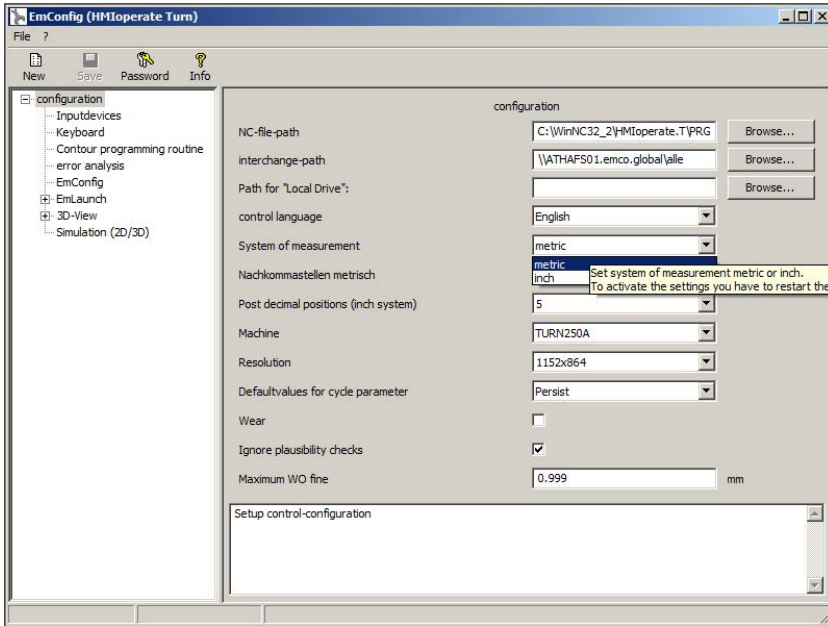 EmConfig (HMIoperate Turn)
File ?
New Save Password Info
configuration
Inputdevices
Keyboard
Contour programming routine
error analysis
EmConfig
EmLaunch
3D-View
Simulation (2D/3D)
configuration
NC-file-path C:\WinNC32_2\HMIoperate.T\PRG Browse...
interchange-path \\ATHAFS01.emco.global\alle Browse...
Path for "Local Drive": Browse...
control language English
System of measurement metric
metric
inch
Set system of measurement metric or inch.
To activate the settings you have to restart the
Nachkommastellen metrisch
Post decimal positions (inch system) 5
Machine TURN250A
Resolution 1152x864
Defaultvalues for cycle parameter Persist
Wear
Ignore plausibility checks
Maximum WO fine 0.999 mm
Setup control-configuration